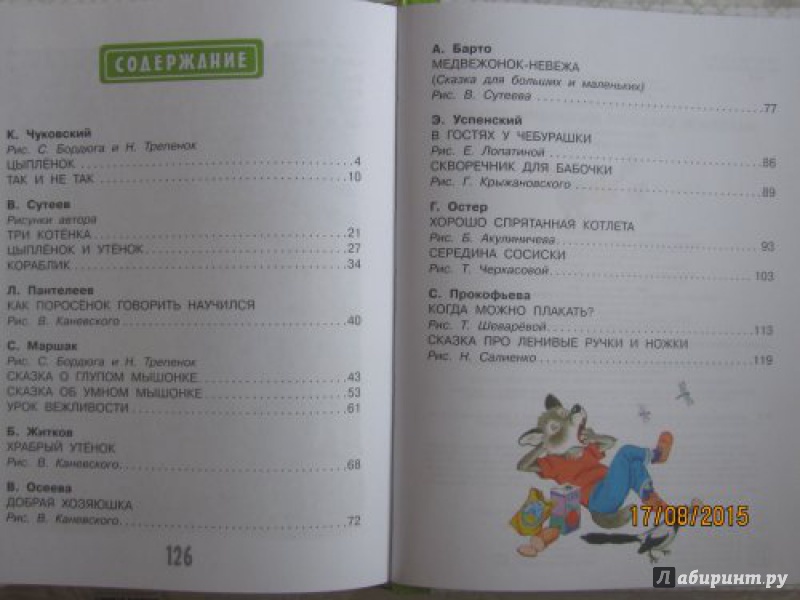 СОДЕРЖАНИЕ
К. Чуковский
Рис. С. Бордюга и Н. Трепенок
ЦЫПЛЁНОК 4
ТАК И НЕ ТАК 10
В. Сутеев
Рисунки автора
ТРИ КОТЁНКА 21
ЦЫПЛЁНОК И УТЁНОК 27
КОРАБЛИК 34
Л. Пантелеев
КАК ПОРОСЁНОК ГОВОРИТЬ НАУЧИЛСЯ
Рис. В. Каневского 40
С. Маршак
Рис. С. Бордюга и Н. Трепенок
СКАЗКА О ГЛУПОМ МЫШОНКЕ 43
СКАЗКА ОБ УМНОМ МЫШОНКЕ 53
УРОК ВЕЖЛИВОСТИ 61
Б. Житков
ХРАБРЫЙ УТЁНОК
Рис. В. Каневского 68
В. Осеева
ДОБРАЯ ХОЗЯЮШКА
Рис. В. Каневского 72
126
А. Барто
МЕДВЕЖОНОК-НЕВЕЖА
(Сказка для больших и маленьких)
Рис. В. Сутеева 77
Э. Успенский
В ГОСТЯХ У ЧЕБУРАШКИ
Рис. Е. Лопатиной 86
СКВОРЕЧНИК ДЛЯ БАБОЧКИ
Рис. Г. Крыжановского 89
Г. Остер
ХОРОШО СПРЯТАННАЯ КОТЛЕТА
Рис. Б. Акулиничева 93
СЕРЕДИНА СОСИСКИ
Рис. Т. Черкасовой 103
С. Прокофьева
КОГДА МОЖНО ПЛАКАТЬ?
Рис. Т. Шеварёвой 113
СКАЗКА ПРО ЛЕНИВЫЕ РУЧКИ И НОЖКИ
Рис. Н. Салиенко 119
17/08/2015
Лабиринт.ру